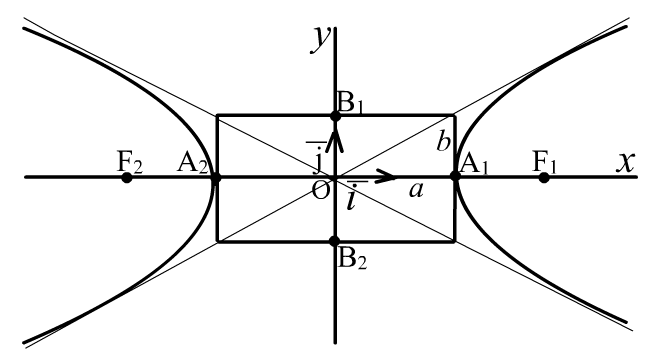 y
B₁
b
j
F₂ A₂ A₁ F₁ x
O i a
B₂